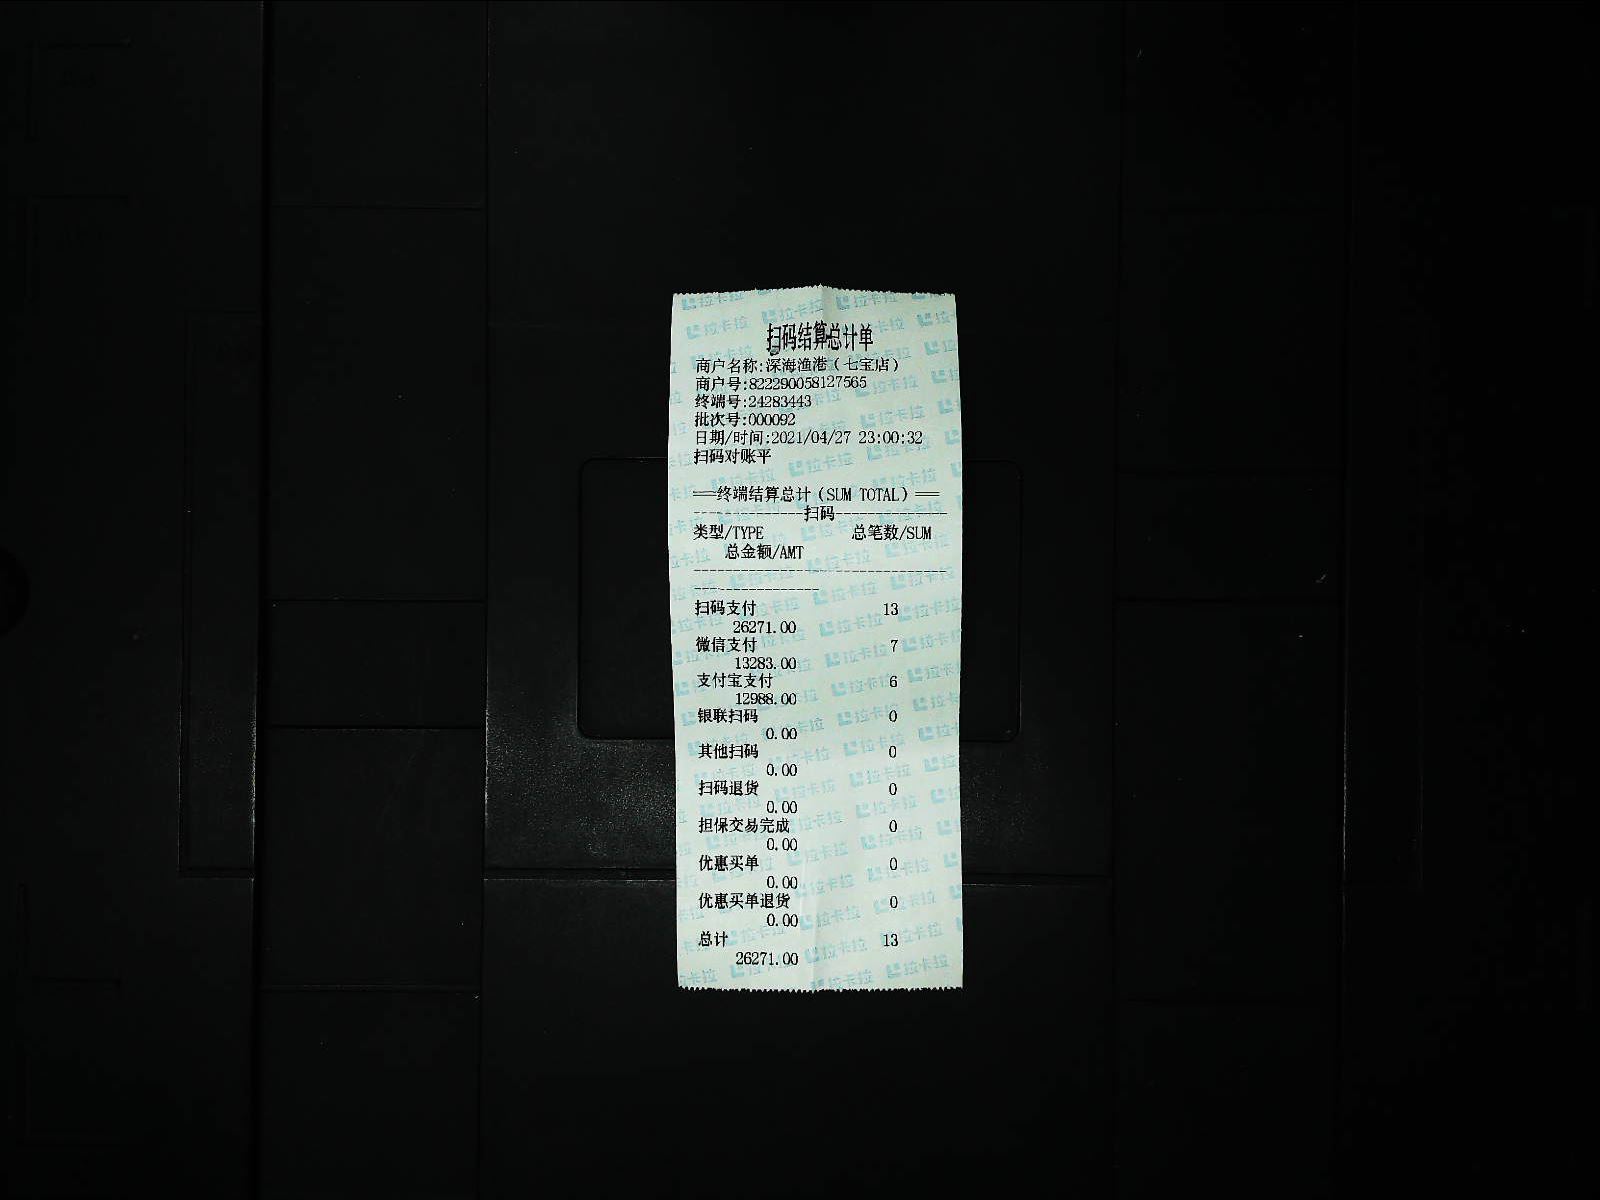 扫码结算总计单
商户名称:深海渔港（七宝店）
商户号:822290058127565
终端号:24283443
批次号:000092
日期/时间:2021/04/27 23:00:32
扫码对账平
===终端结算总计（SUM TOTAL）===
--------------扫码--------------
类型/TYPE 总笔数/SUM
总金额/AMT
扫码支付 13
26271.00
微信支付 7
13283.00
支付宝支付 6
12988.00
银联扫码 0
0.00
其他扫码 0
0.00
扫码退货 0
0.00
担保交易完成 0
0.00
优惠买单 0
0.00
优惠买单退货 0
0.00
总计 13
26271.00
拉卡拉